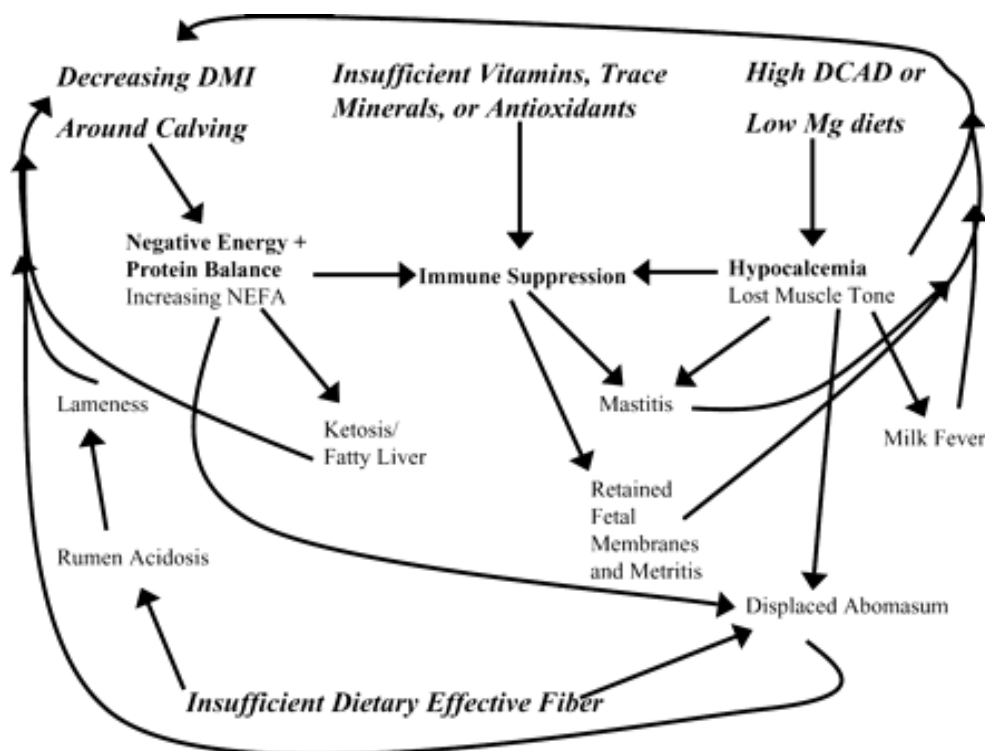 Decreasing DMI
Around Calving
Insufficient Vitamins, Trace
Minerals, or Antioxidants
High DCAD or
Low Mg diets
Negative Energy +
Protein Balance
Increasing NEFA
Immune Suppression
Hypocalcemia
Lost Muscle Tone
Lameness
Ketosis/
Fatty Liver
Mastitis
Milk Fever
Retained
Fetal
Membranes
and Metritis
Rumen Acidosis
Displaced Abomasum
Insufficient Dietary Effective Fiber